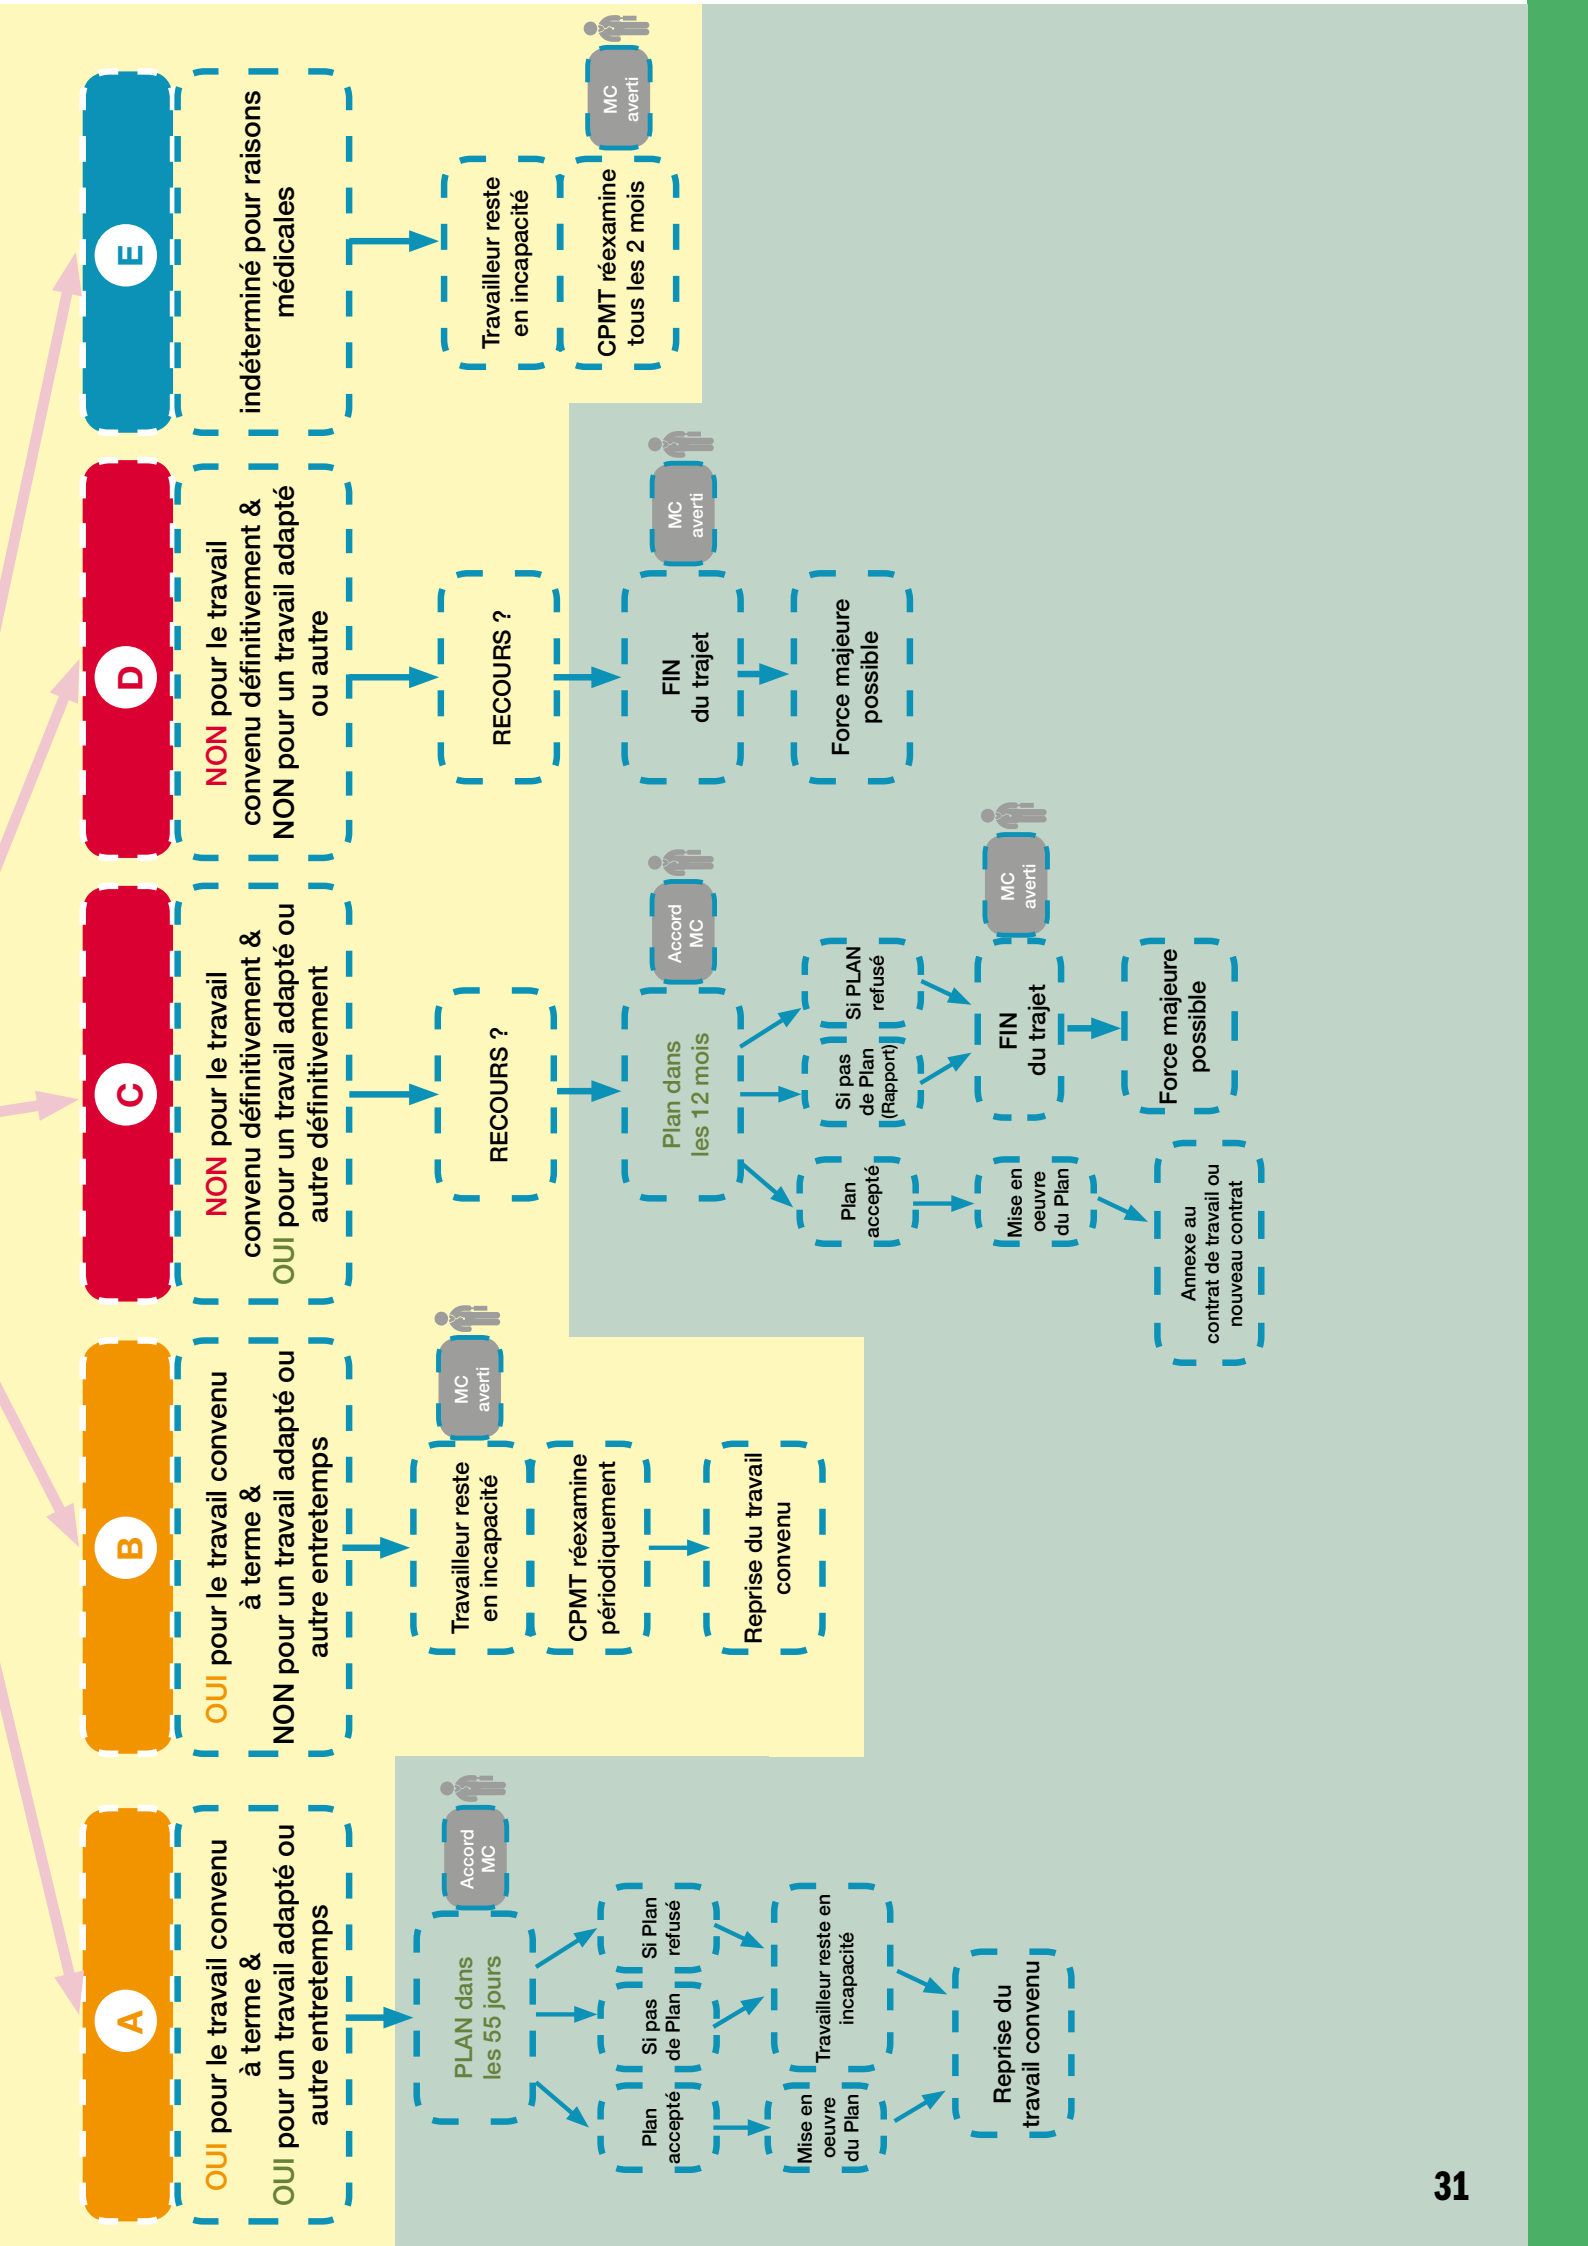 A
OUI pour le travail convenu
à terme &
OUI pour un travail adapté ou
autre entretemps
PLAN dans
les 55 jours
Accord
MC
Plan
accepté
Si pas
de Plan
Si Plan
refusé
Mise en
oeuvre
du Plan
Travailleur reste en
incapacité
Reprise du
travail convenu
B
OUI pour le travail convenu
à terme &
NON pour un travail adapté ou
autre entretemps
Travailleur reste
en incapacité
MC
averti
CPMT réexamine
périodiquement
Reprise du travail
convenu
C
NON pour le travail
convenu définitivement &
OUI pour un travail adapté ou
autre définitivement
RECOURS ?
Plan dans
les 12 mois
Accord
MC
Plan
accepté
Si pas
de Plan
(Rapport)
Si PLAN
refusé
Mise en
oeuvre
du Plan
FIN
du trajet
MC
averti
Annexe au
contrat de travail ou
nouveau contrat
Force majeure
possible
D
NON pour le travail
convenu définitivement &
NON pour un travail adapté
ou autre
RECOURS ?
FIN
du trajet
MC
averti
Force majeure
possible
E
indéterminé pour raisons
médicales
Travailleur reste
en incapacité
CPMT réexamine
tous les 2 mois
MC
averti
31